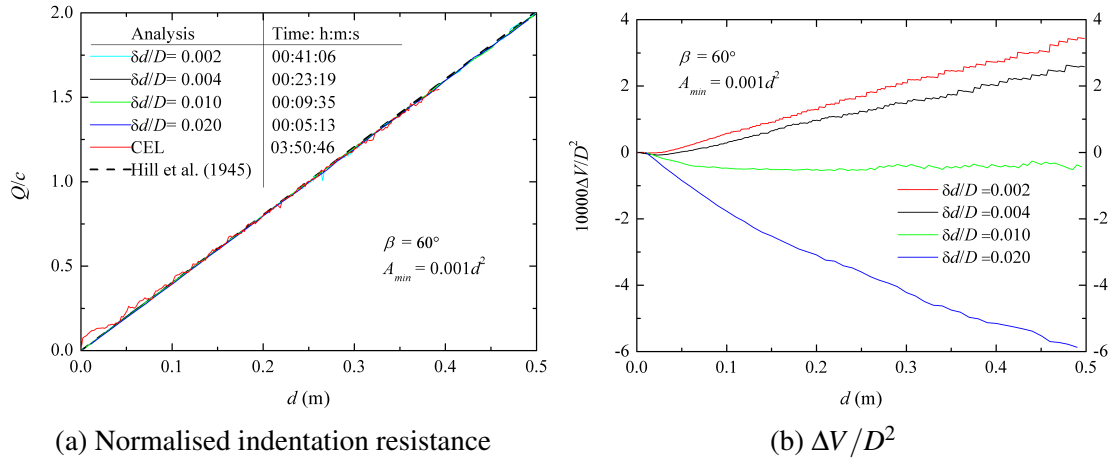 Analysis Time: h:m:s
δd/D= 0.002 00:41:06
δd/D= 0.004 00:23:19
δd/D= 0.010 00:09:35
δd/D= 0.020 00:05:13
CEL 03:50:46
Hill et al. (1945)
β = 60°
A_min = 0.001d²
2.0
1.5
1.0
0.5
0.0
Q/c
0.0 0.1 0.2 0.3 0.4 0.5
d (m)
(a) Normalised indentation resistance
β = 60°
A_min = 0.001d²
δd/D =0.002
δd/D =0.004
δd/D =0.010
δd/D =0.020
4 4
2 2
0 0
-2 -2
-4 -4
-6 -6
10000ΔV/D²
0.0 0.1 0.2 0.3 0.4 0.5
d (m)
(b) ΔV/D²